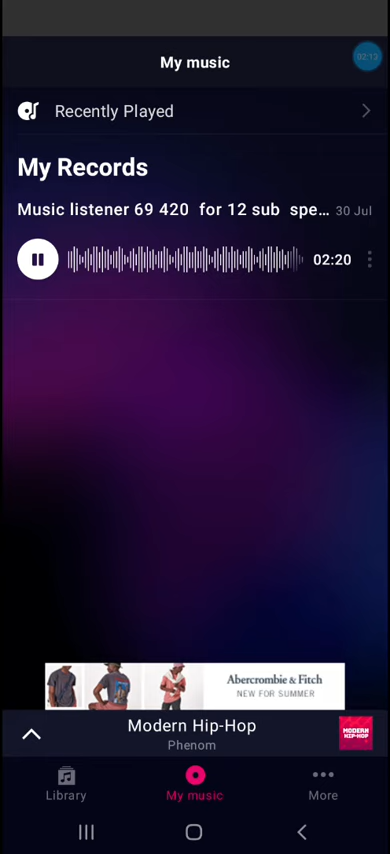 My music
02:13
Recently Played
My Records
Music listener 69 420 for 12 sub spe... 30 Jul
02:20
Abercrombie & Fitch
NEW FOR SUMMER
Modern Hip-Hop
Phenom
MODERN
HIP-HOP
Library
My music
More